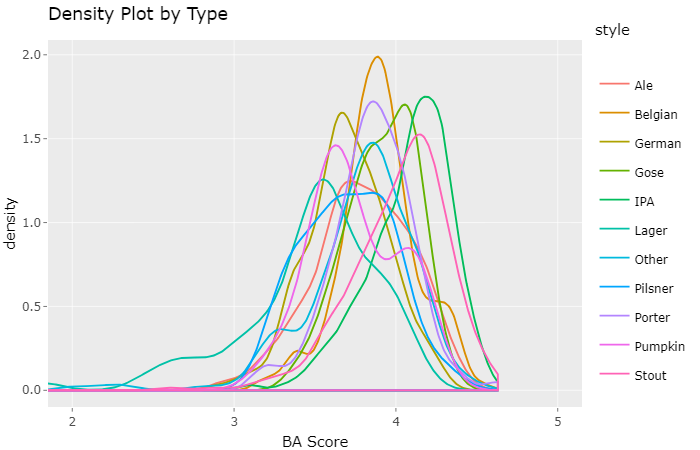 Density Plot by Type
style
2.0
1.5
1.0
0.5
0.0
density
2 3 4 5
BA Score
Ale
Belgian
German
Gose
IPA
Lager
Other
Pilsner
Porter
Pumpkin
Stout